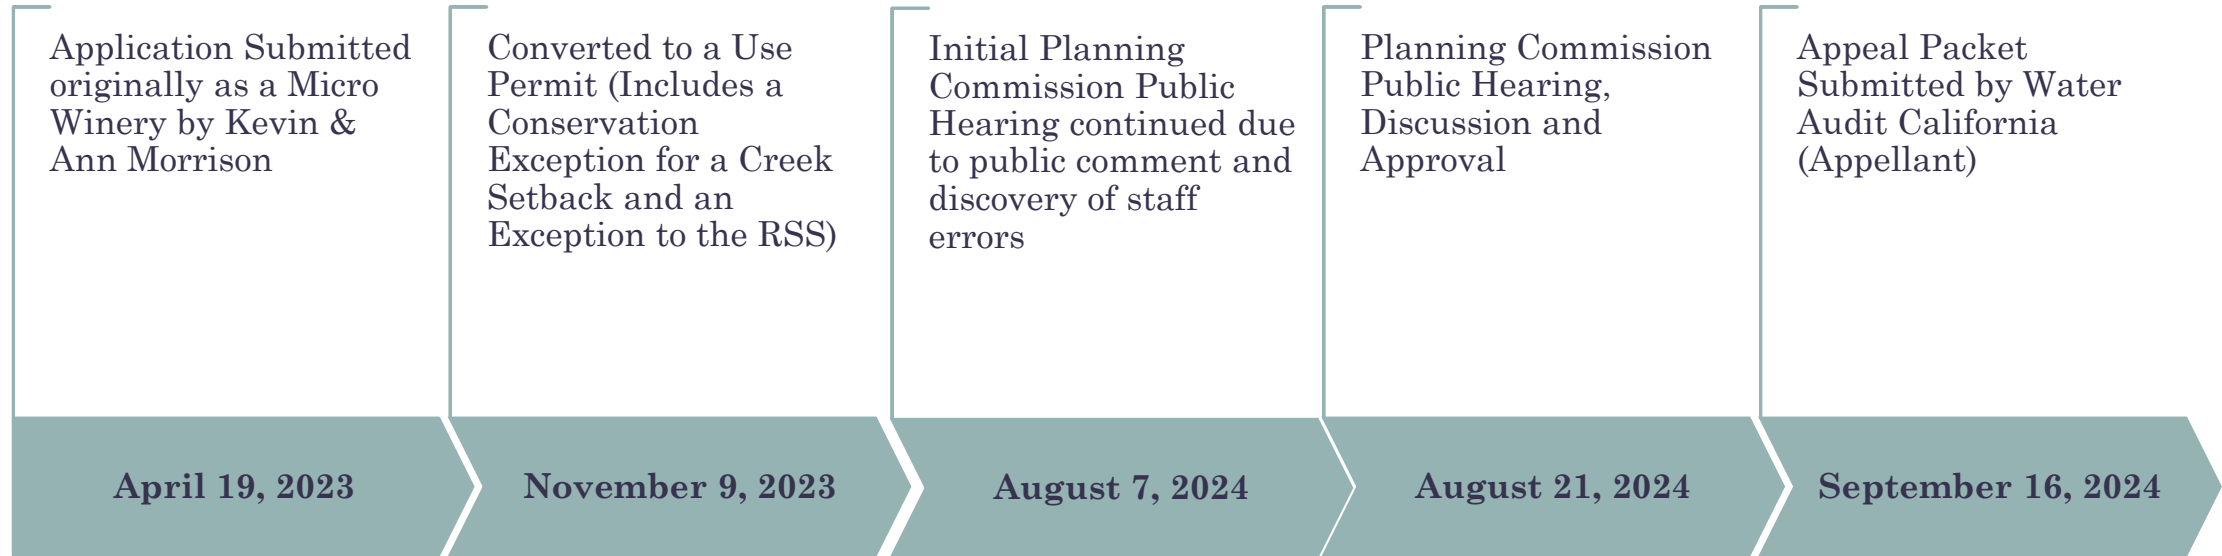 Application Submitted
originally as a Micro
Winery by Kevin &
Ann Morrison
April 19, 2023
Converted to a Use
Permit (Includes a
Conservation
Exception for a Creek
Setback and an
Exception to the RSS)
November 9, 2023
Initial Planning
Commission Public
Hearing continued due
to public comment and
discovery of staff
errors
August 7, 2024
Planning Commission
Public Hearing,
Discussion and
Approval
August 21, 2024
Appeal Packet
Submitted by Water
Audit California
(Appellant)
September 16, 2024